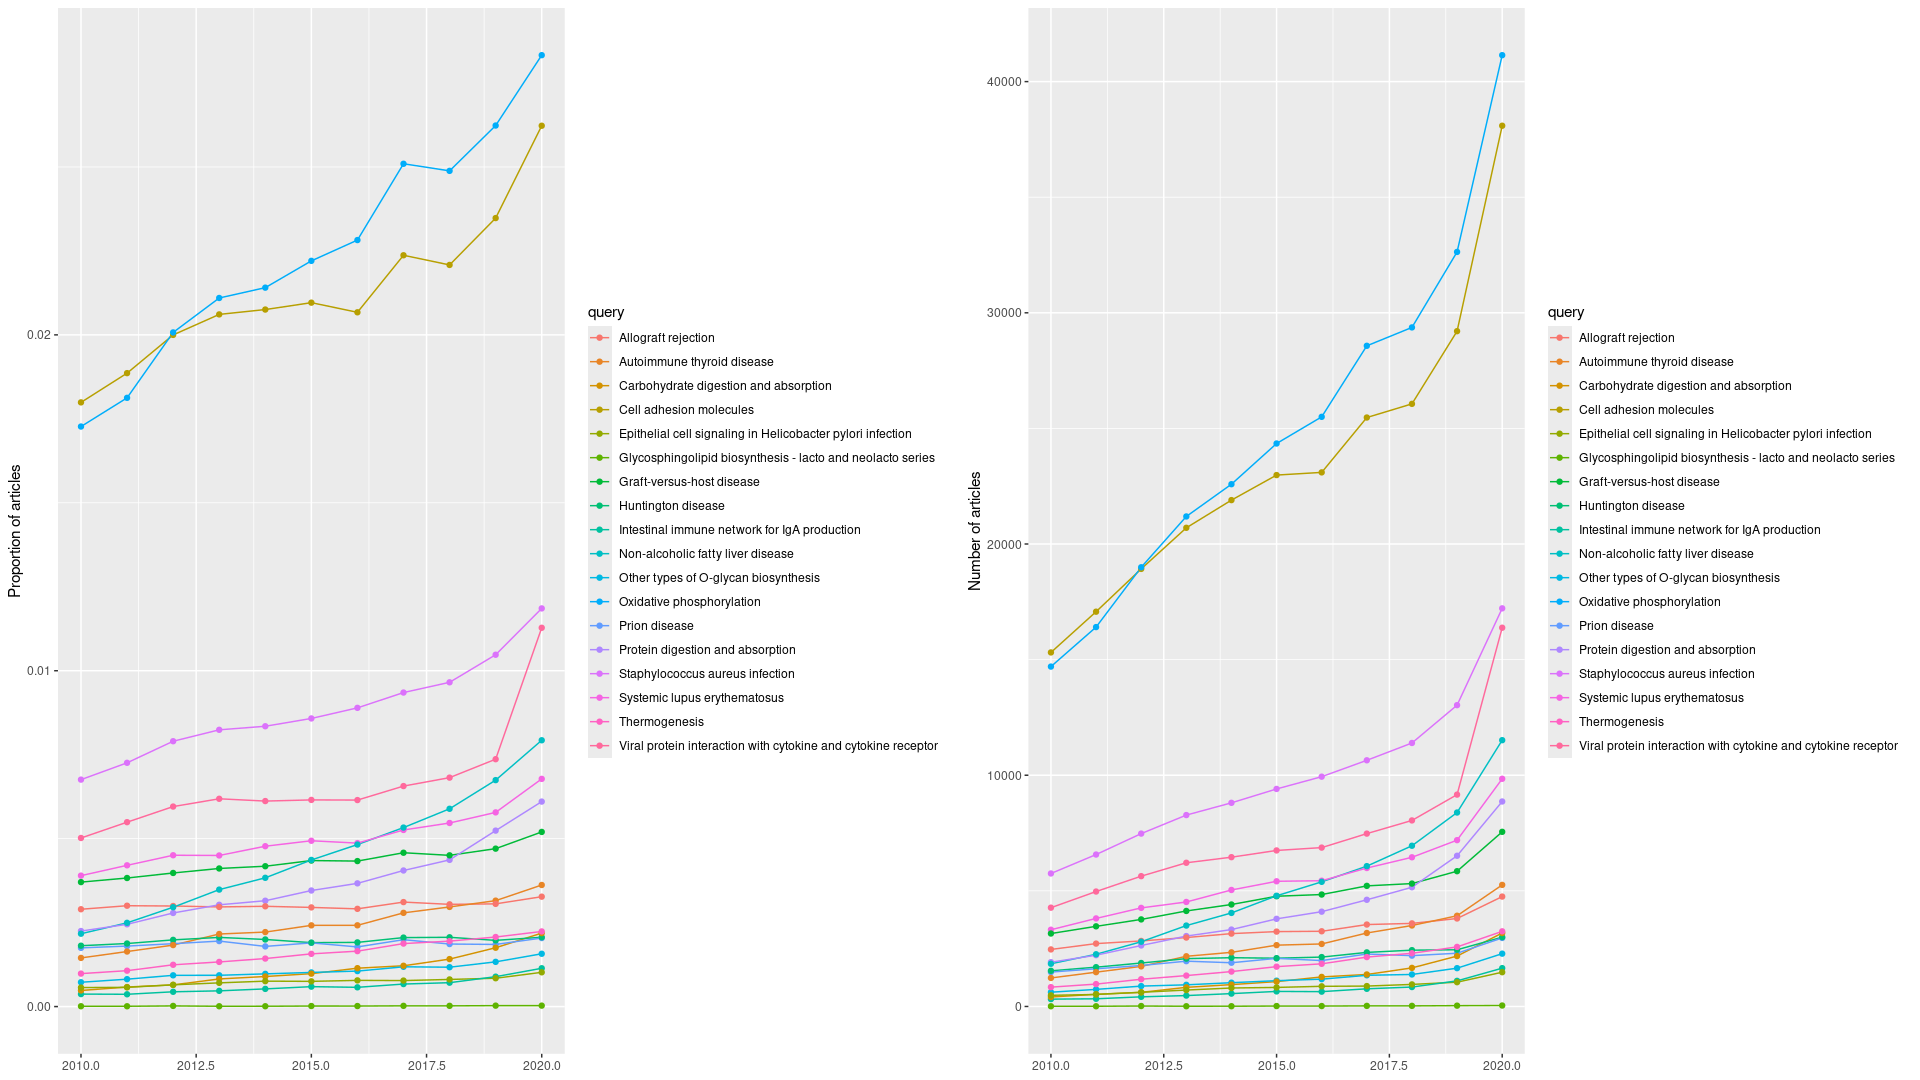 Proportion of articles
0.02
0.01
0.00
2010.0
2012.5
2015.0
2017.5
2020.0
query
Allograft rejection
Autoimmune thyroid disease
Carbohydrate digestion and absorption
Cell adhesion molecules
Epithelial cell signaling in Helicobacter pylori infection
Glycosphingolipid biosynthesis - lacto and neolacto series
Graft-versus-host disease
Huntington disease
Intestinal immune network for IgA production
Non-alcoholic fatty liver disease
Other types of O-glycan biosynthesis
Oxidative phosphorylation
Prion disease
Protein digestion and absorption
Staphylococcus aureus infection
Systemic lupus erythematosus
Thermogenesis
Viral protein interaction with cytokine and cytokine receptor
Number of articles
40000
30000
20000
10000
0
2010.0
2012.5
2015.0
2017.5
2020.0
query
Allograft rejection
Autoimmune thyroid disease
Carbohydrate digestion and absorption
Cell adhesion molecules
Epithelial cell signaling in Helicobacter pylori infection
Glycosphingolipid biosynthesis - lacto and neolacto series
Graft-versus-host disease
Huntington disease
Intestinal immune network for IgA production
Non-alcoholic fatty liver disease
Other types of O-glycan biosynthesis
Oxidative phosphorylation
Prion disease
Protein digestion and absorption
Staphylococcus aureus infection
Systemic lupus erythematosus
Thermogenesis
Viral protein interaction with cytokine and cytokine receptor